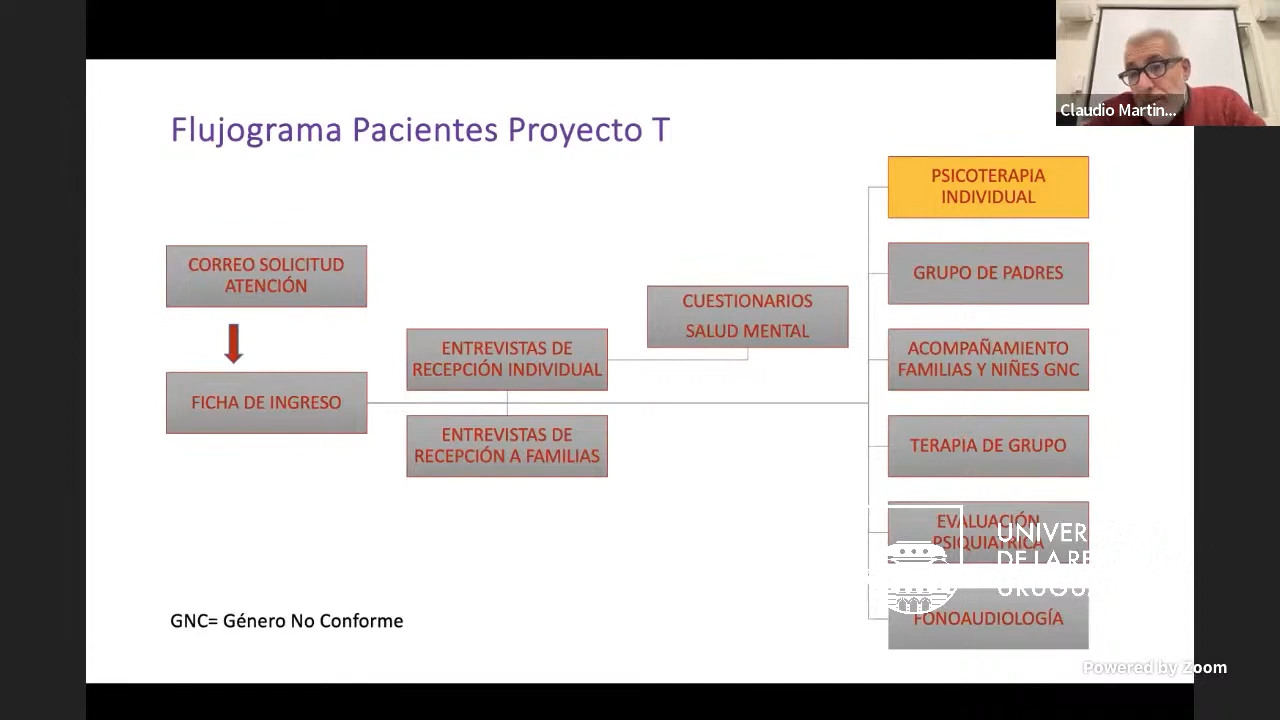 Claudio Martin...
Flujograma Pacientes Proyecto T
CORREO SOLICITUD
ATENCIÓN
FICHA DE INGRESO
ENTREVISTAS DE
RECEPCIÓN INDIVIDUAL
ENTREVISTAS DE
RECEPCIÓN A FAMILIAS
CUESTIONARIOS
SALUD MENTAL
PSICOTERAPIA
INDIVIDUAL
GRUPO DE PADRES
ACOMPAÑAMIENTO
FAMILIAS Y NIÑES GNC
TERAPIA DE GRUPO
EVALUACIÓN
PSIQUIATRICA
FONOAUDIOLOGÍA
GNC= Género No Conforme
Powered by Zoom